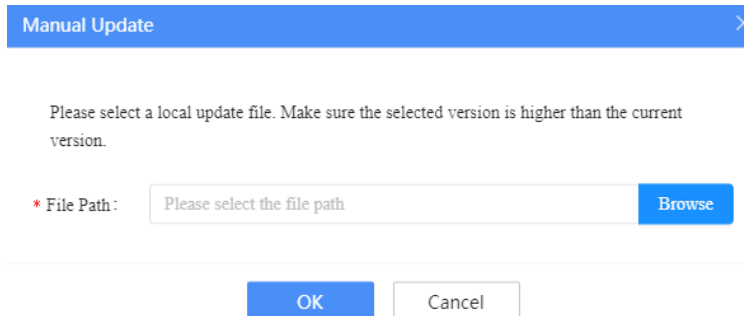 Manual Update
Please select a local update file. Make sure the selected version is higher than the current
version.
* File Path: Please select the file path Browse
OK Cancel